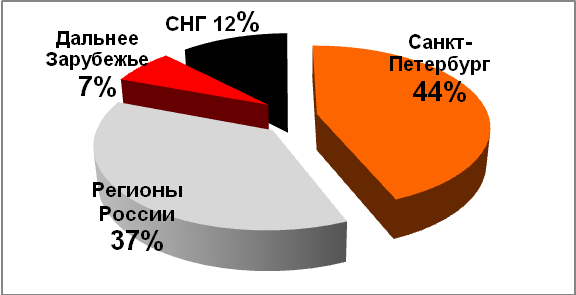 СНГ 12%
Дальнее
Зарубежье
7%
Санкт-
Петербург
44%
Регионы
России
37%